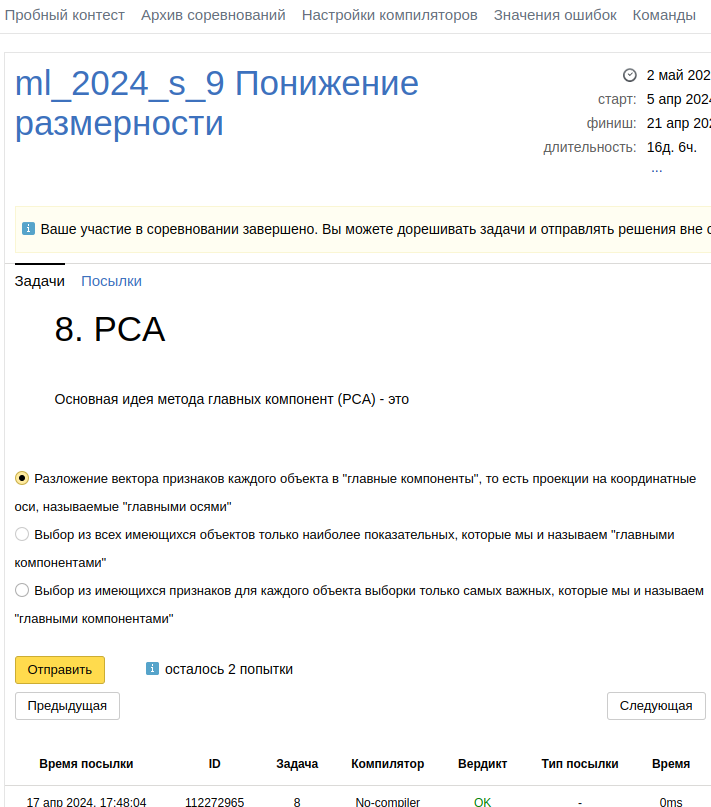 Пробный контест Архив соревнований Настройки компиляторов Значения ошибок Команды
ml_2024_s_9 Понижение
размерности
2 май 202
старт: 5 апр 2024
финиш: 21 апр 202
длительность: 16д. 6ч.
...
Ваше участие в соревновании завершено. Вы можете дорешивать задачи и отправлять решения вне с
Задачи Посылки
8. PCA
Основная идея метода главных компонент (PCA) - это
Разложение вектора признаков каждого объекта в "главные компоненты", то есть проекции на координатные
оси, называемые "главными осями"
Выбор из всех имеющихся объектов только наиболее показательных, которые мы и называем "главными
компонентами"
Выбор из имеющихся признаков для каждого объекта выборки только самых важных, которые мы и называем
"главными компонентами"
Отправить осталось 2 попытки
Предыдущая Следующая
Время посылки ID Задача Компилятор Вердикт Тип посылки Время
17 апр 2024, 17:48:04 112272965 8 No-compiler OK - 0ms